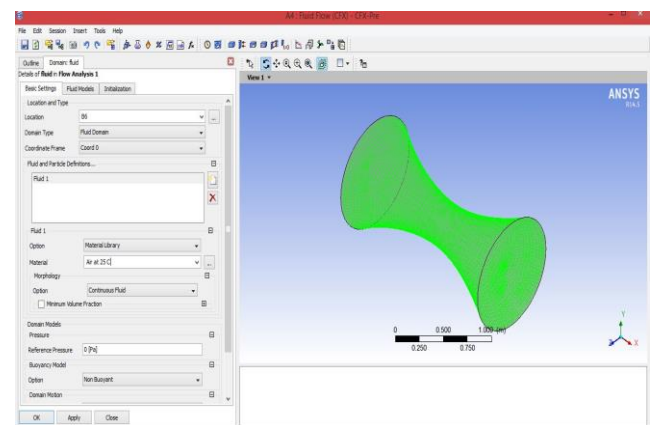 A4 : Fluid Flow (CFX) - CFX-Pre
File Edit Session Insert Tools Help
Outline Domain: fluid
Details of fluid in Flow Analysis 1
Basic Settings Fluid Models Initialization
Location and Type
Location B6
Domain Type Fluid Domain
Coordinate Frame Coord 0
Fluid and Particle Definitions...
Fluid 1
Fluid 1
Option Material Library
Material Air at 25 C
Morphology
Option Continuous Fluid
Minimum Volume Fraction
Domain Models
Pressure
Reference Pressure 0 [Pa]
Buoyancy Model
Option Non Buoyant
Domain Motion
OK Apply Close
View 1
ANSYS
R14.5
0 0.500 1.000 (m)
0.250 0.750
Y
Z X